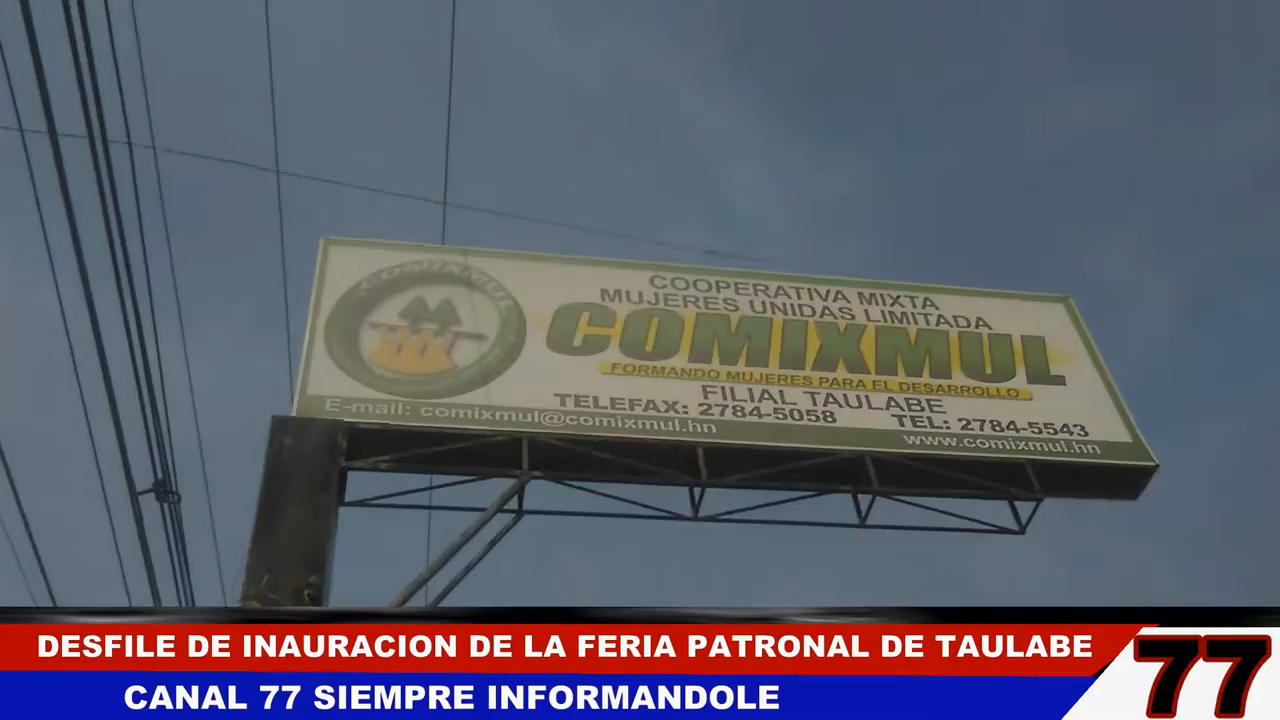 COMIXMUL
COOPERATIVA MIXTA
MUJERES UNIDAS LIMITADA
COMIXMUL
FORMANDO MUJERES PARA EL DESARROLLO
FILIAL TAULABE
TELEFAX: 2784-5058 TEL: 2784-5543
E-mail: comixmul@comixmul.hn
www.comixmul.hn
DESFILE DE INAURACION DE LA FERIA PATRONAL DE TAULABE
CANAL 77 SIEMPRE INFORMANDOLE
77